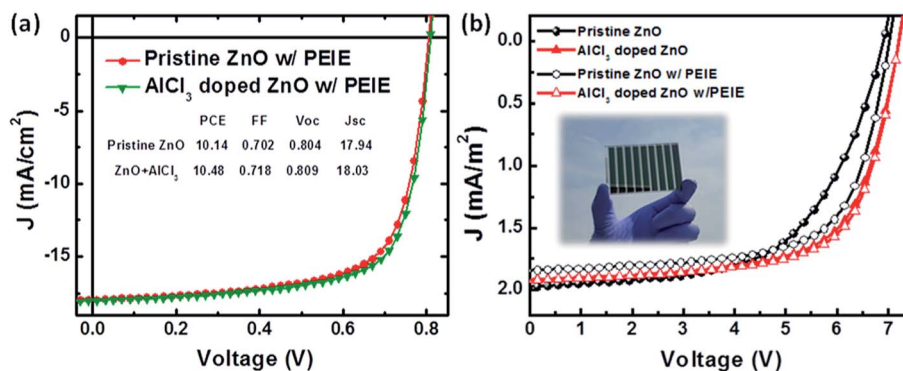 (a)
0
-5
-10
-15
J (mA/cm²)
Pristine ZnO w/ PEIE
AlCl₃ doped ZnO w/ PEIE
PCE FF Voc Jsc
Pristine ZnO 10.14 0.702 0.804 17.94
ZnO+AlCl₃ 10.48 0.718 0.809 18.03
0.0 0.2 0.4 0.6 0.8
Voltage (V)
(b)
0.0
0.5
1.0
1.5
2.0
J (mA/m²)
Pristine ZnO
AlCl₃ doped ZnO
Pristine ZnO w/ PEIE
AlCl₃ doped ZnO w/PEIE
0 1 2 3 4 5 6 7
Voltage (V)